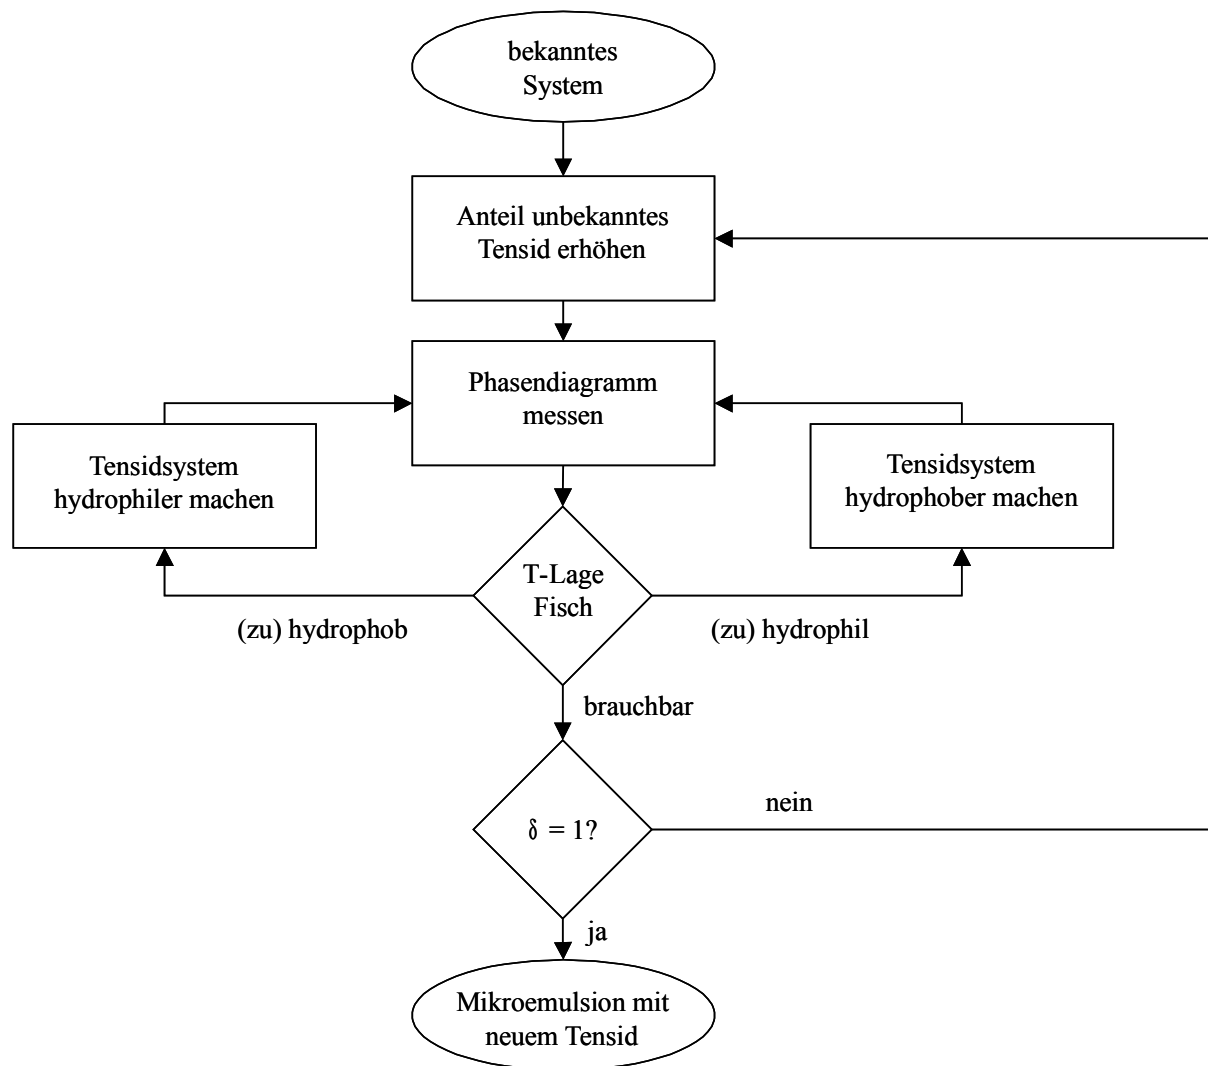 bekanntes
System
Anteil unbekanntes
Tensid erhöhen
Phasendiagramm
messen
Tensidsystem
hydrophiler machen
Tensidsystem
hydrophober machen
T-Lage
Fisch
(zu) hydrophob
(zu) hydrophil
brauchbar
δ = 1?
nein
ja
Mikroemulsion mit
neuem Tensid